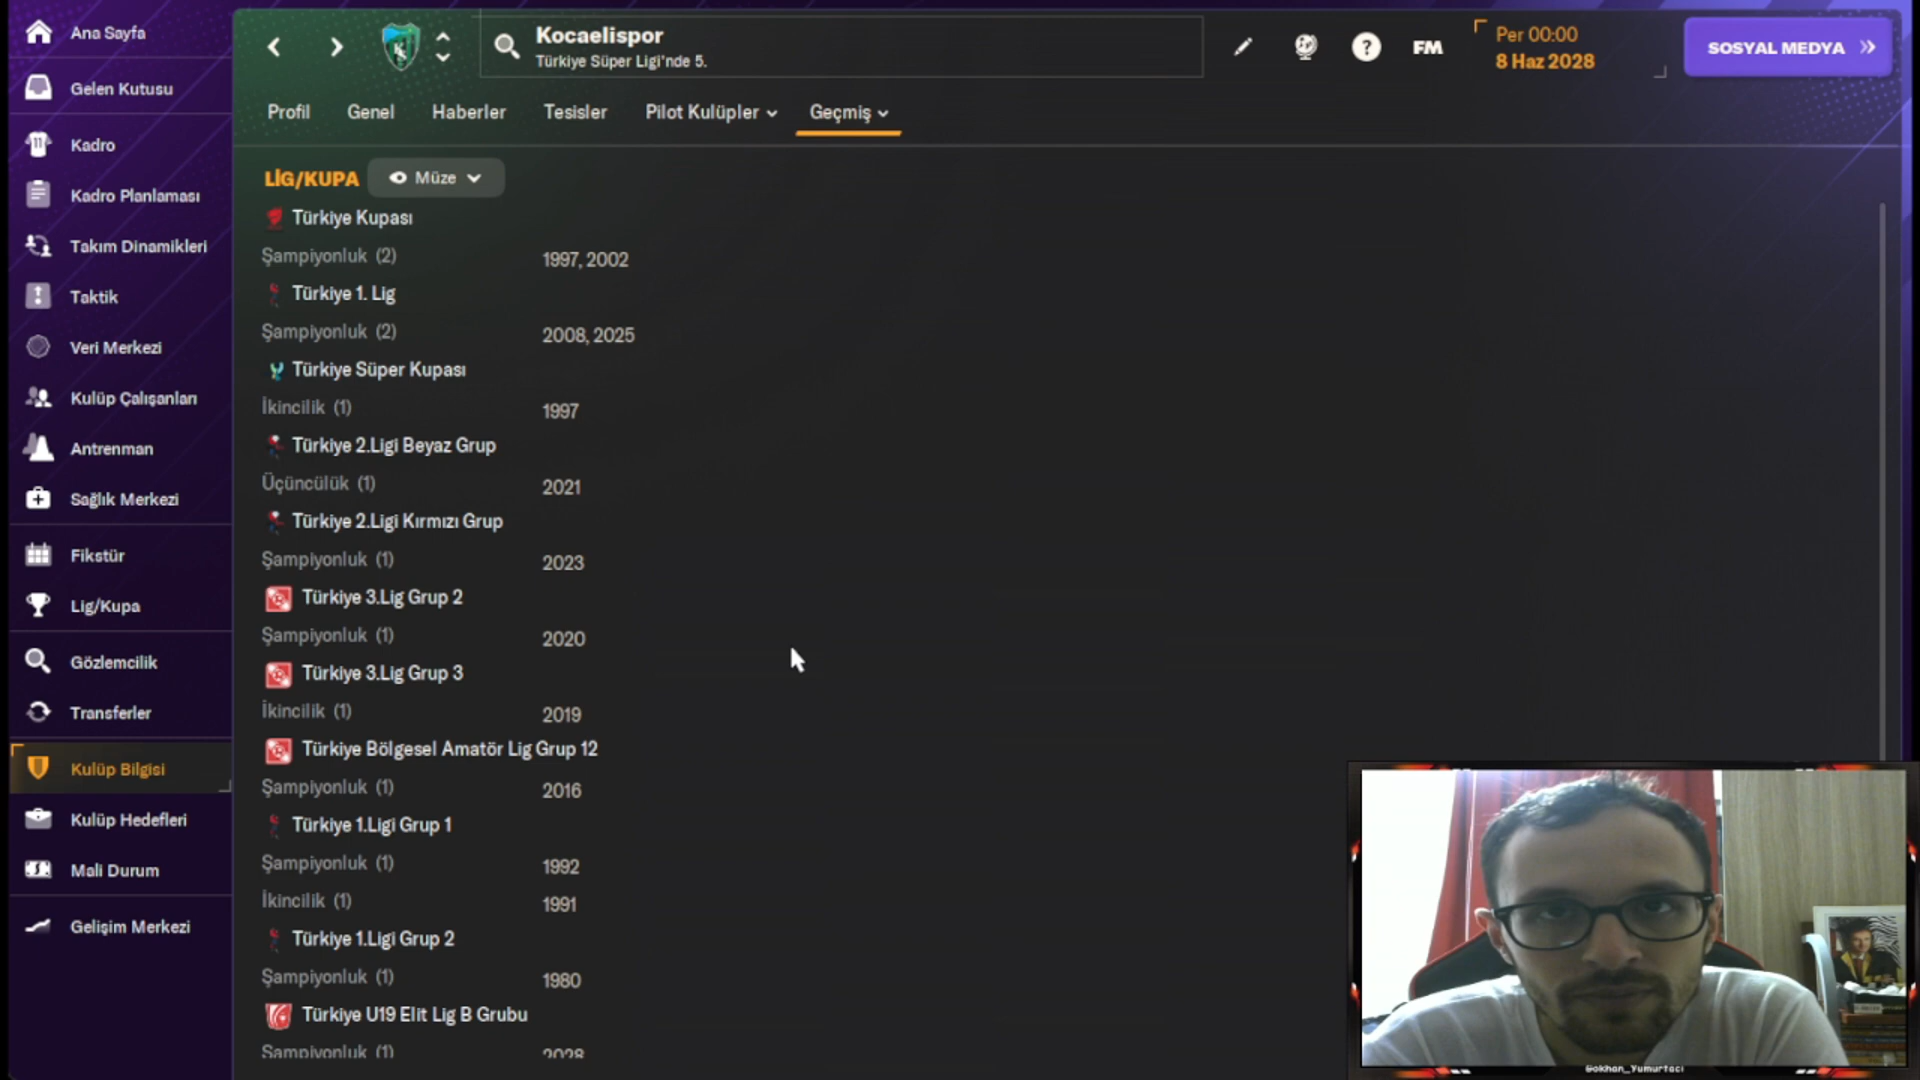 Ana Sayfa
Gelen Kutusu
Kadro
Kadro Planlaması
Takım Dinamikleri
Taktik
Veri Merkezi
Kulüp Çalışanları
Antrenman
Sağlık Merkezi
Fikstür
Lig/Kupa
Gözlemcilik
Transferler
Kulüp Bilgisi
Kulüp Hedefleri
Mali Durum
Gelişim Merkezi
Kocaelispor
Türkiye Süper Ligi'nde 5.
?
FM
Per 00:00
8 Haz 2028
SOSYAL MEDYA
Profil
Genel
Haberler
Tesisler
Pilot Kulüpler
Geçmiş
LİG/KUPA
Müze
Türkiye Kupası
Şampiyonluk (2) 1997, 2002
Türkiye 1. Lig
Şampiyonluk (2) 2008, 2025
Türkiye Süper Kupası
İkincilik (1) 1997
Türkiye 2.Ligi Beyaz Grup
Üçüncülük (1) 2021
Türkiye 2.Ligi Kırmızı Grup
Şampiyonluk (1) 2023
Türkiye 3.Lig Grup 2
Şampiyonluk (1) 2020
Türkiye 3.Lig Grup 3
İkincilik (1) 2019
Türkiye Bölgesel Amatör Lig Grup 12
Şampiyonluk (1) 2016
Türkiye 1.Ligi Grup 1
Şampiyonluk (1) 1992
İkincilik (1) 1991
Türkiye 1.Ligi Grup 2
Şampiyonluk (1) 1980
Türkiye U19 Elit Lig B Grubu
Şampiyonluk (1) 2028
Gokhan_Yumurtaci